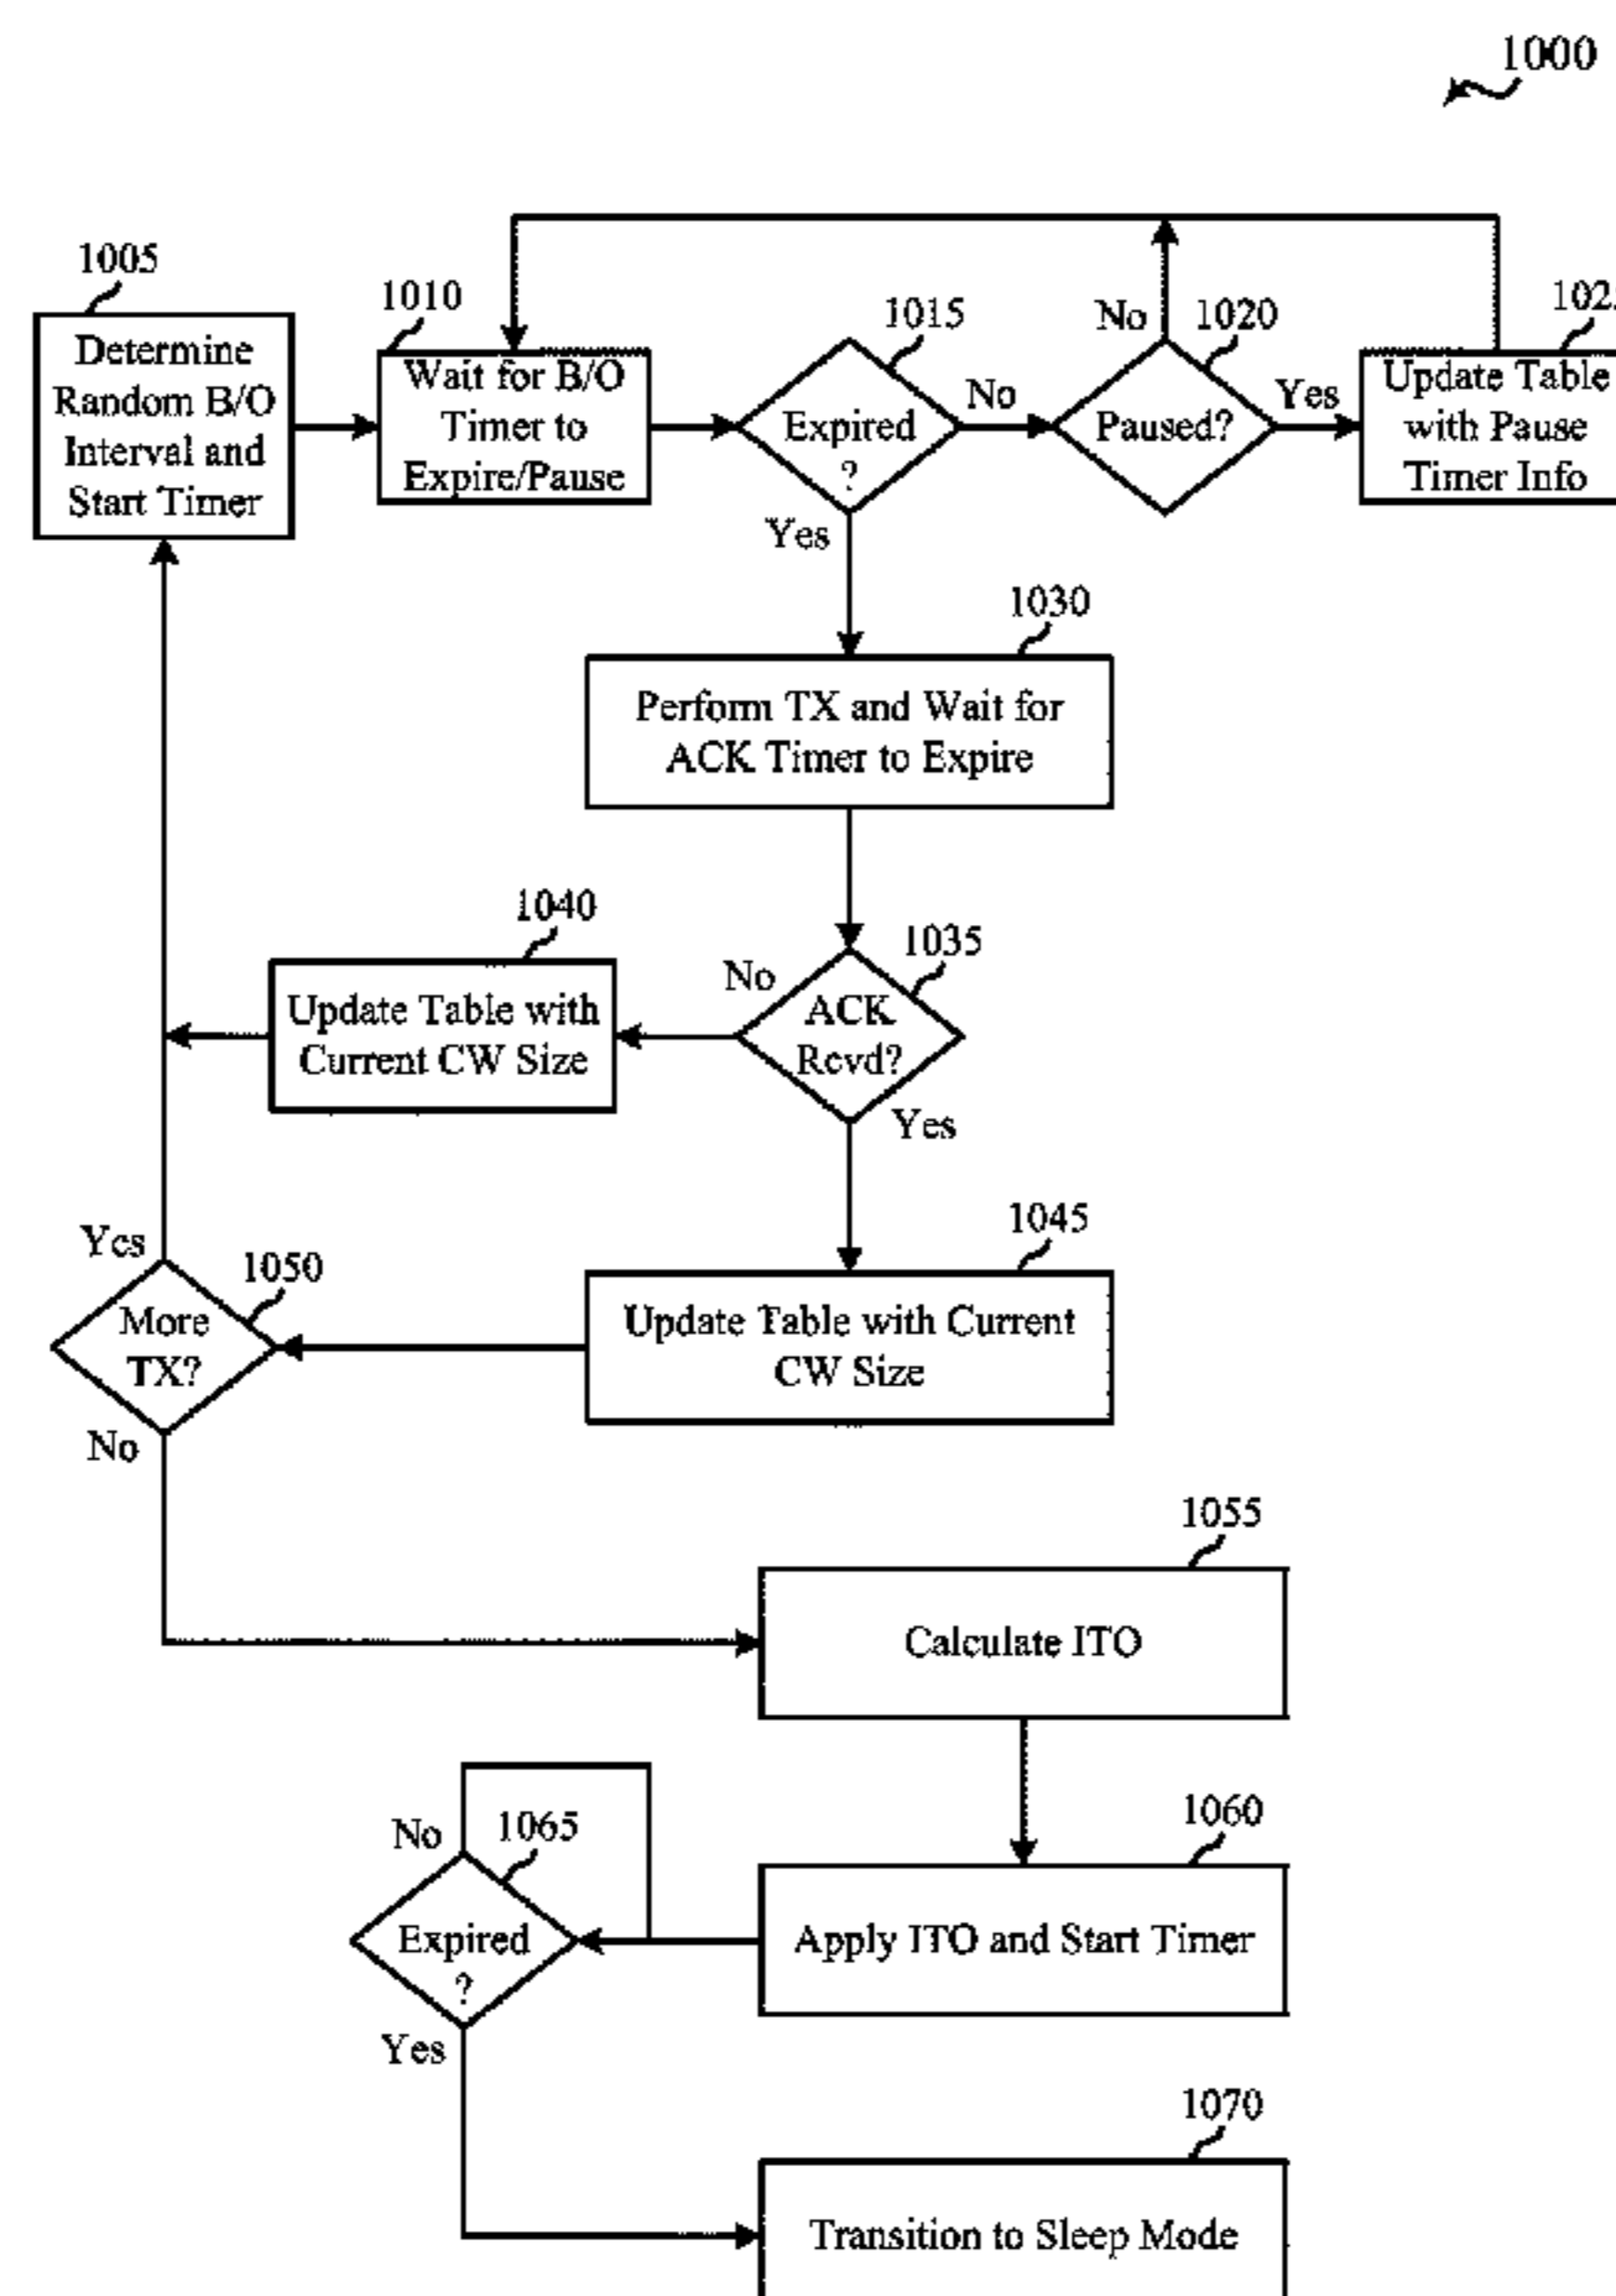 1000
1005
Determine
Random B/O
Interval and
Start Timer
1010
Wait for B/O
Timer to
Expire/Pause
1015
Expired
?
No
Yes
1020
Paused?
No
Yes
Update Table
with Pause
Timer Info
1030
Perform TX and Wait for
ACK Timer to Expire
1035
ACK
Rcvd?
No
Yes
1040
Update Table with
Current CW Size
1045
Update Table with Current
CW Size
1050
More
TX?
Yes
No
1055
Calculate ITO
1060
Apply ITO and Start Timer
1065
Expired
?
No
Yes
1070
Transition to Sleep Mode